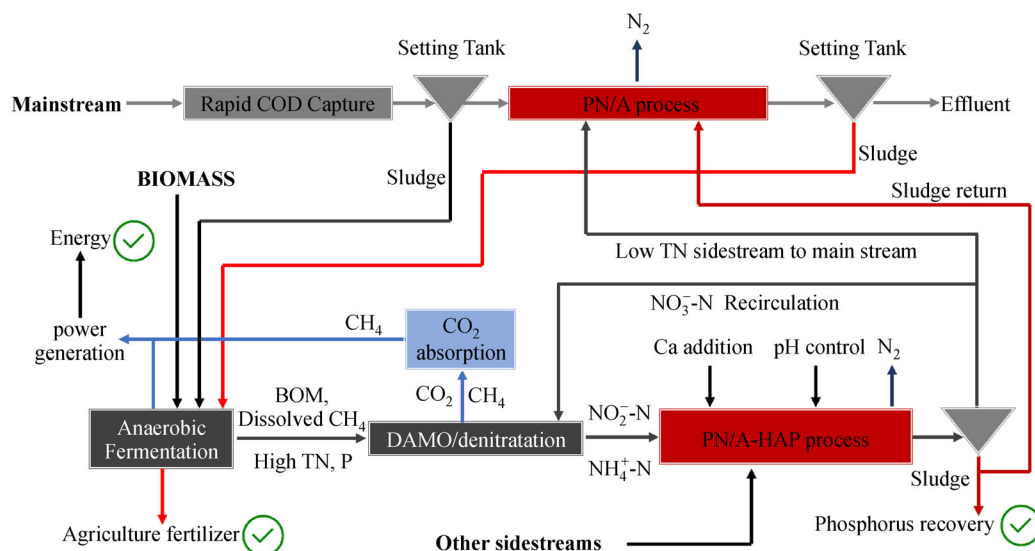 N₂
Setting Tank
Setting Tank
Mainstream
Rapid COD Capture
PN/A process
Effluent
Sludge
Sludge
BIOMASS
Sludge return
Energy
Low TN sidestream to main stream
NO₃⁻-N Recirculation
CH₄
CO₂
absorption
power
generation
Ca addition
pH control
N₂
CO₂
CH₄
BOM,
Dissolved CH₄
NO₂⁻-N
Anaerobic
Fermentation
DAMO/denitratation
PN/A-HAP process
High TN, P
NH₄⁺-N
Sludge
Agriculture fertilizer
Other sidestreams
Phosphorus recovery